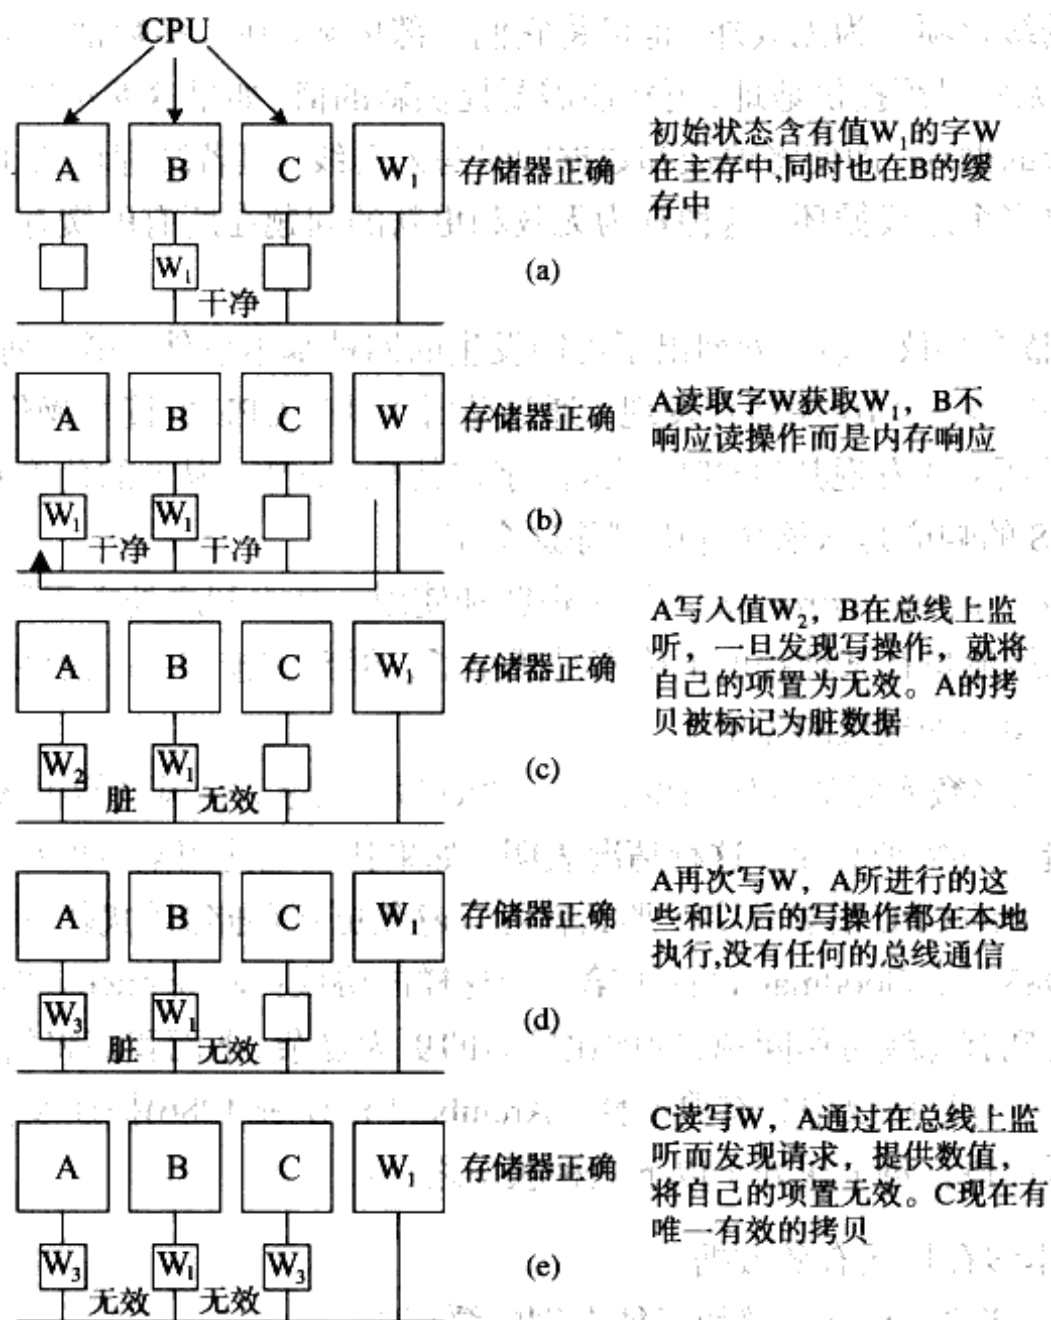 CPU
A B C W₁ 存储器正确
初始状态含有值W₁的字W
在主存中,同时也在B的缓
存中
W₁
干净
(a)
A B C W 存储器正确
A读取字W获取W₁，B不
响应读操作而是内存响应
W₁ W₁
干净 干净
(b)
A B C W₁ 存储器正确
A写入值W₂，B在总线上监
听，一旦发现写操作，就将
自己的项置为无效。A的拷
贝被标记为脏数据
W₂ W₁
脏 无效
(c)
A B C W₁ 存储器正确
A再次写W，A所进行的这
些和以后的写操作都在本地
执行,没有任何的总线通信
W₃ W₁
脏 无效
(d)
A B C W₁ 存储器正确
C读写W，A通过在总线上监
听而发现请求，提供数值，
将自己的项置无效。C现在有
唯一有效的拷贝
W₃ W₁ W₃
无效 无效
(e)